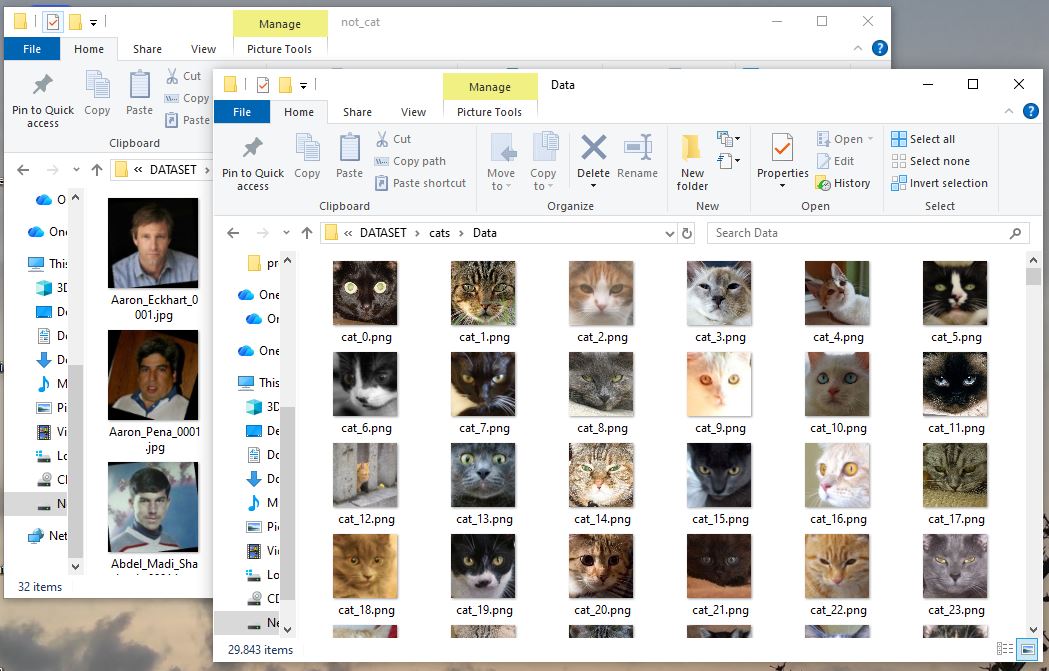 Manage
not_cat
File
Home
Share
View
Picture Tools
Pin to Quick
access
Copy
Paste
Cut
Copy
Paste
Clipboard
« DATASET ›
Aaron_Eckhart_0
001.jpg
Aaron_Pena_0001
.jpg
Abdel_Madi_Sha
32 items
Manage
Data
File
Home
Share
View
Picture Tools
Pin to Quick
access
Copy
Paste
Cut
Copy path
Paste shortcut
Clipboard
Move
to
Copy
to
Delete
Rename
Organize
New
folder
New
Properties
Open
Edit
History
Open
Select all
Select none
Invert selection
Select
« DATASET › cats › Data
Search Data
cat_0.png
cat_1.png
cat_2.png
cat_3.png
cat_4.png
cat_5.png
cat_6.png
cat_7.png
cat_8.png
cat_9.png
cat_10.png
cat_11.png
cat_12.png
cat_13.png
cat_14.png
cat_15.png
cat_16.png
cat_17.png
cat_18.png
cat_19.png
cat_20.png
cat_21.png
cat_22.png
cat_23.png
29.843 items